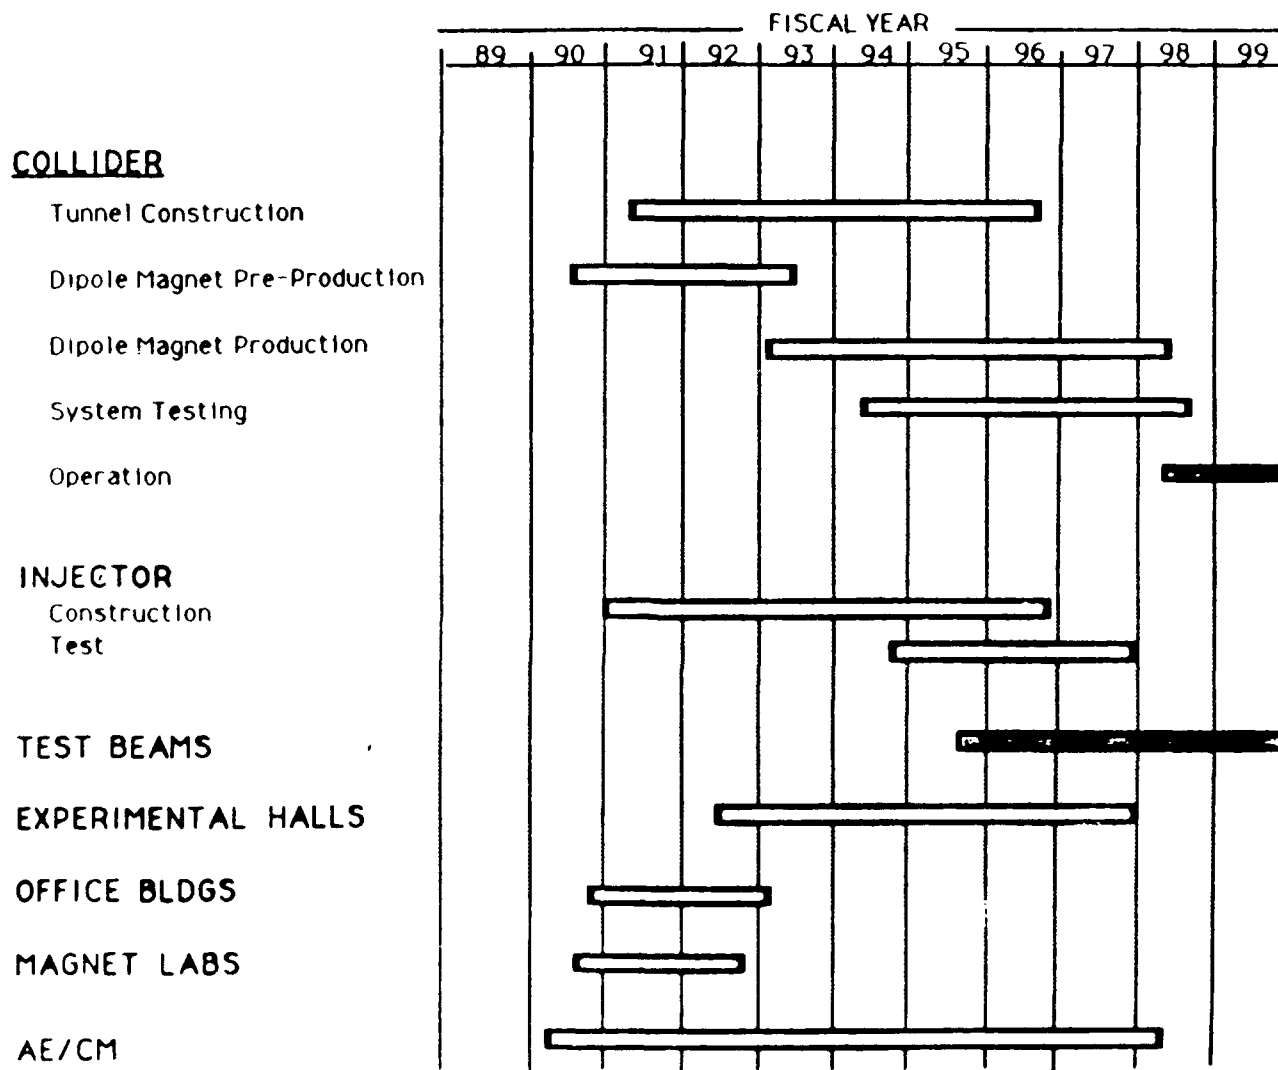 FISCAL YEAR
89 90 91 92 93 94 95 96 97 98 99
COLLIDER
Tunnel Construction
Dipole Magnet Pre-Production
Dipole Magnet Production
System Testing
Operation
INJECTOR
Construction
Test
TEST BEAMS
EXPERIMENTAL HALLS
OFFICE BLDGS
MAGNET LABS
AE/CM